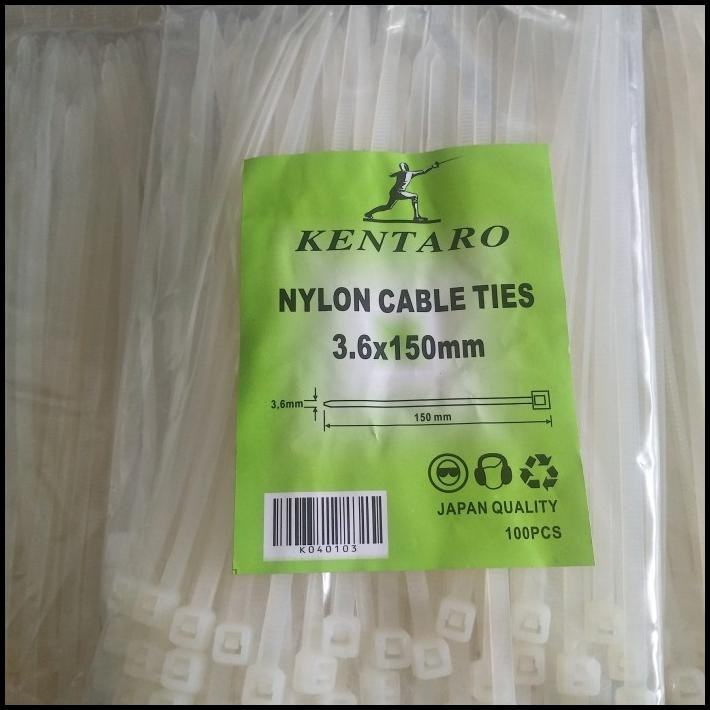 KENTARO
NYLON CABLE TIES
3.6x150mm
3,6mm
150 mm
JAPAN QUALITY
100PCS
K040103